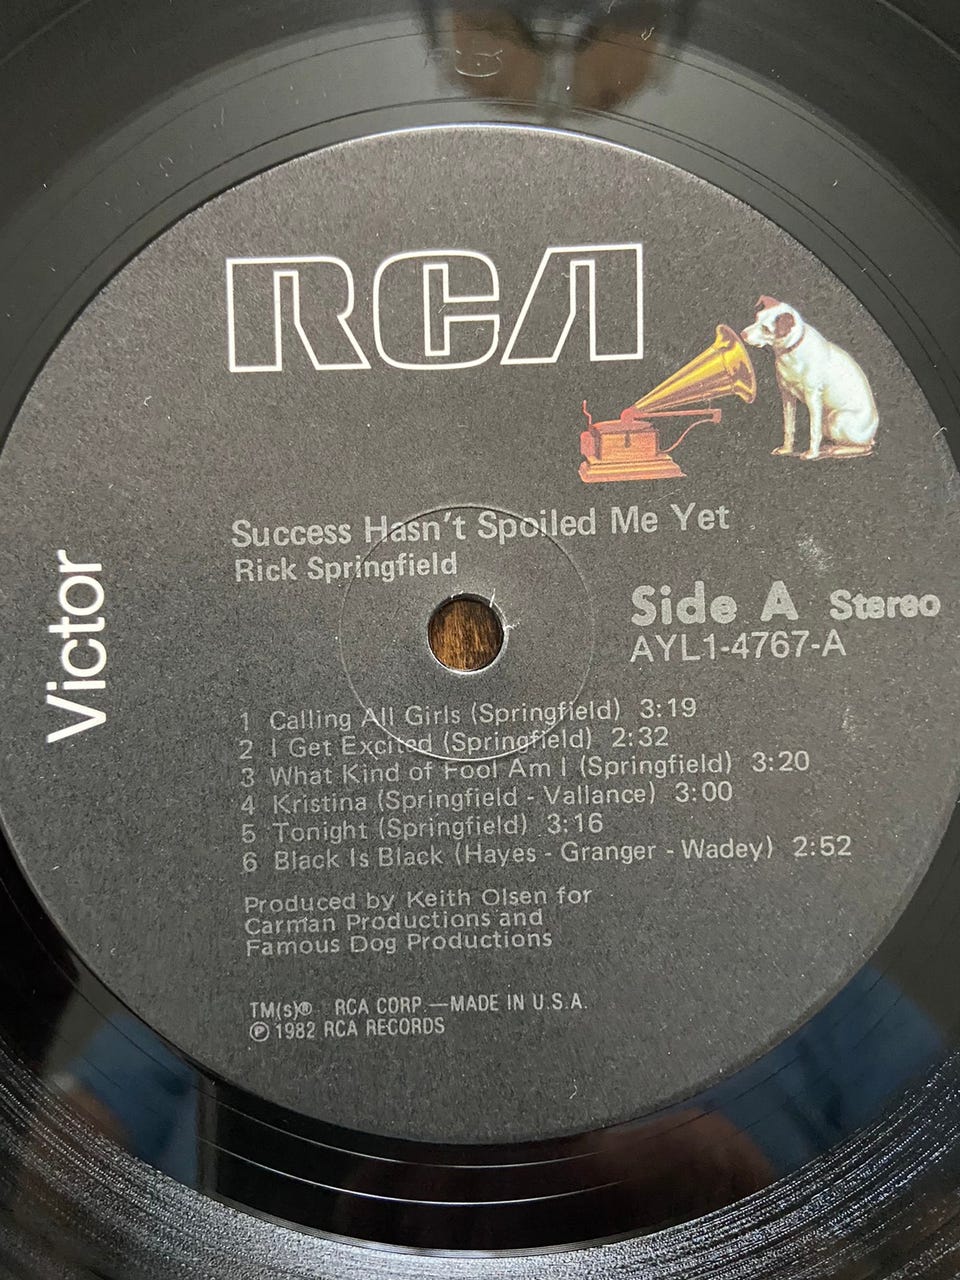 RCA
Victor
Success Hasn't Spoiled Me Yet
Rick Springfield
Side A Stereo
AYL1-4767-A
1 Calling All Girls (Springfield) 3:19
2 I Get Excited (Springfield) 2:32
3 What Kind of Fool Am I (Springfield) 3:20
4 Kristina (Springfield - Vallance) 3:00
5 Tonight (Springfield) 3:16
6 Black Is Black (Hayes - Granger - Wadey) 2:52
Produced by Keith Olsen for
Carman Productions and
Famous Dog Productions
TM(s)® RCA CORP.—MADE IN U.S.A.
℗ 1982 RCA RECORDS